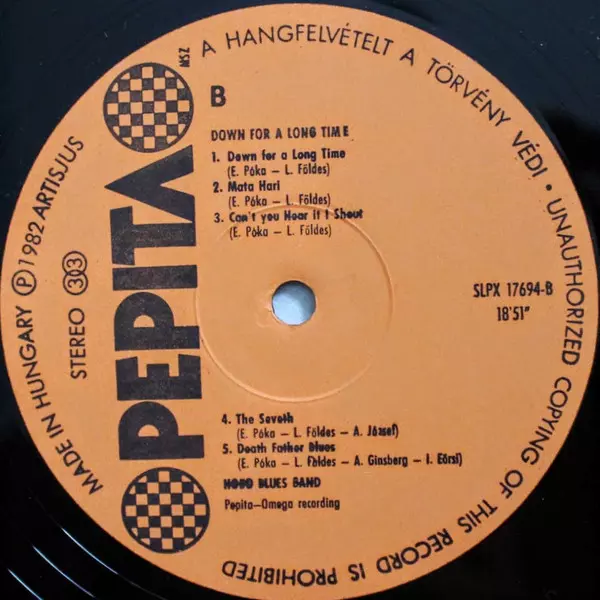 A HANGFELVÉTELT A TÖRVÉNY VÉDI • UNAUTHORIZED COPYING OF THIS RECORD IS PROHIBITED
MADE IN HUNGARY Ⓟ 1982 ARTISJUS
STEREO 33
PEPITA
MSZ
B
DOWN FOR A LONG TIME
1. Down for a Long Time
(E. Póka – L. Földes)
2. Mata Hari
(E. Póka – L. Földes)
3. Can't you Hear if I Shout
(E. Póka – L. Földes)
SLPX 17694-B
18'51"
4. The Seveth
(E. Póka – L. Földes – A. József)
5. Death Father Blues
(E. Póka – L. Földes – A. Ginsberg – I. Eörsi)
HOBO BLUES BAND
Pepita–Omega recording